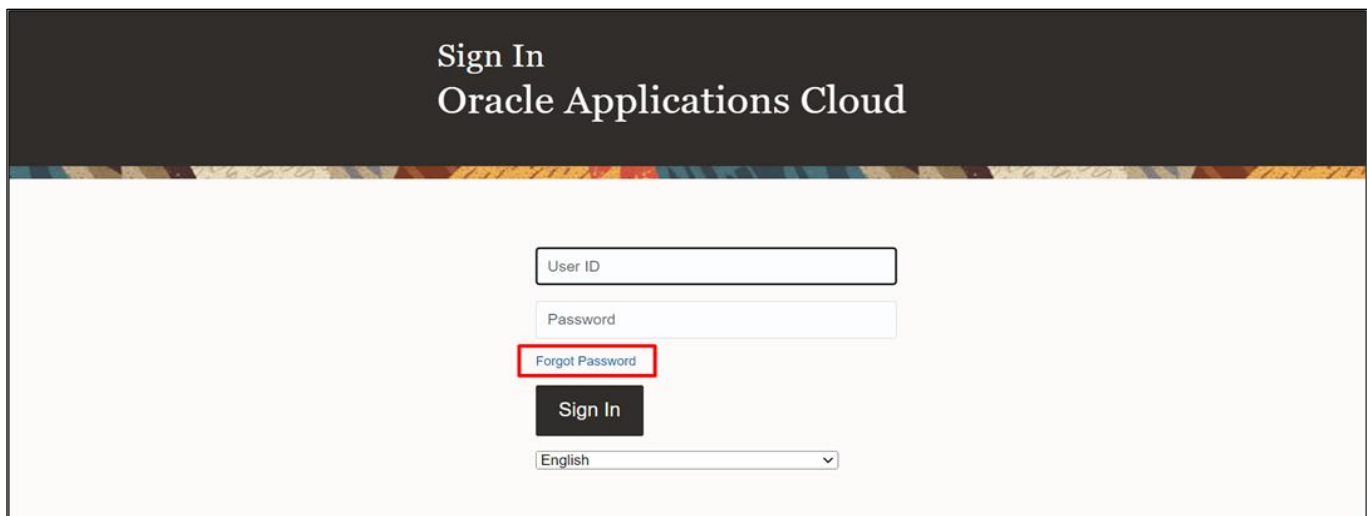 Sign In
Oracle Applications Cloud
User ID
Password
Forgot Password
Sign In
English